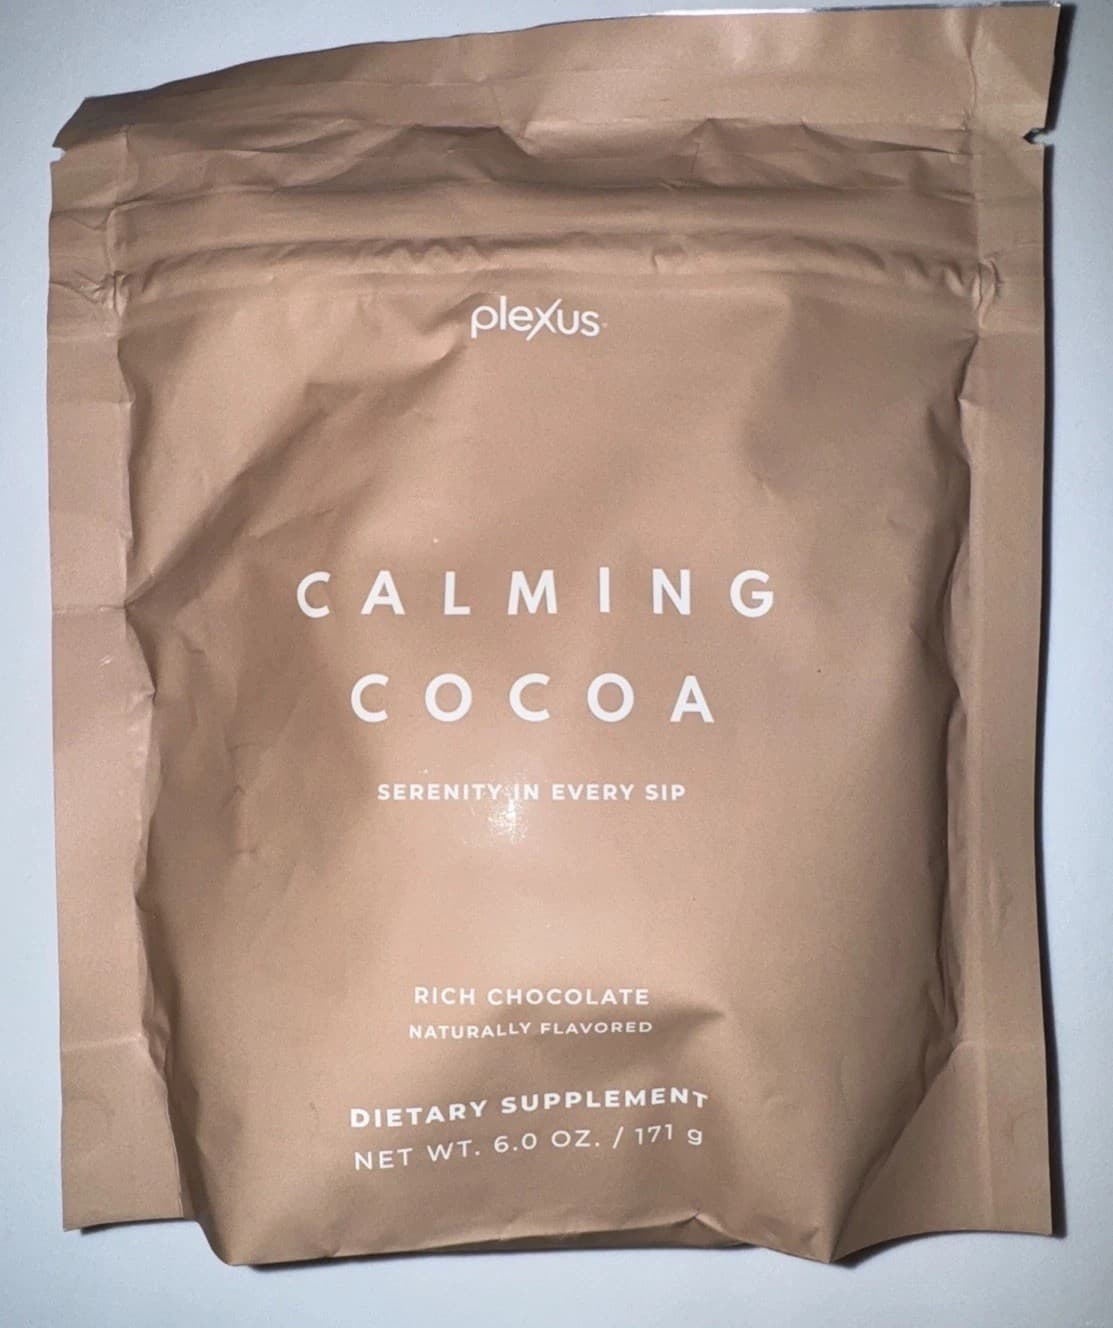 plexus
CALMING
COCOA
SERENITY IN EVERY SIP
RICH CHOCOLATE
NATURALLY FLAVORED
DIETARY SUPPLEMENT
NET WT. 6.0 OZ. / 171 g